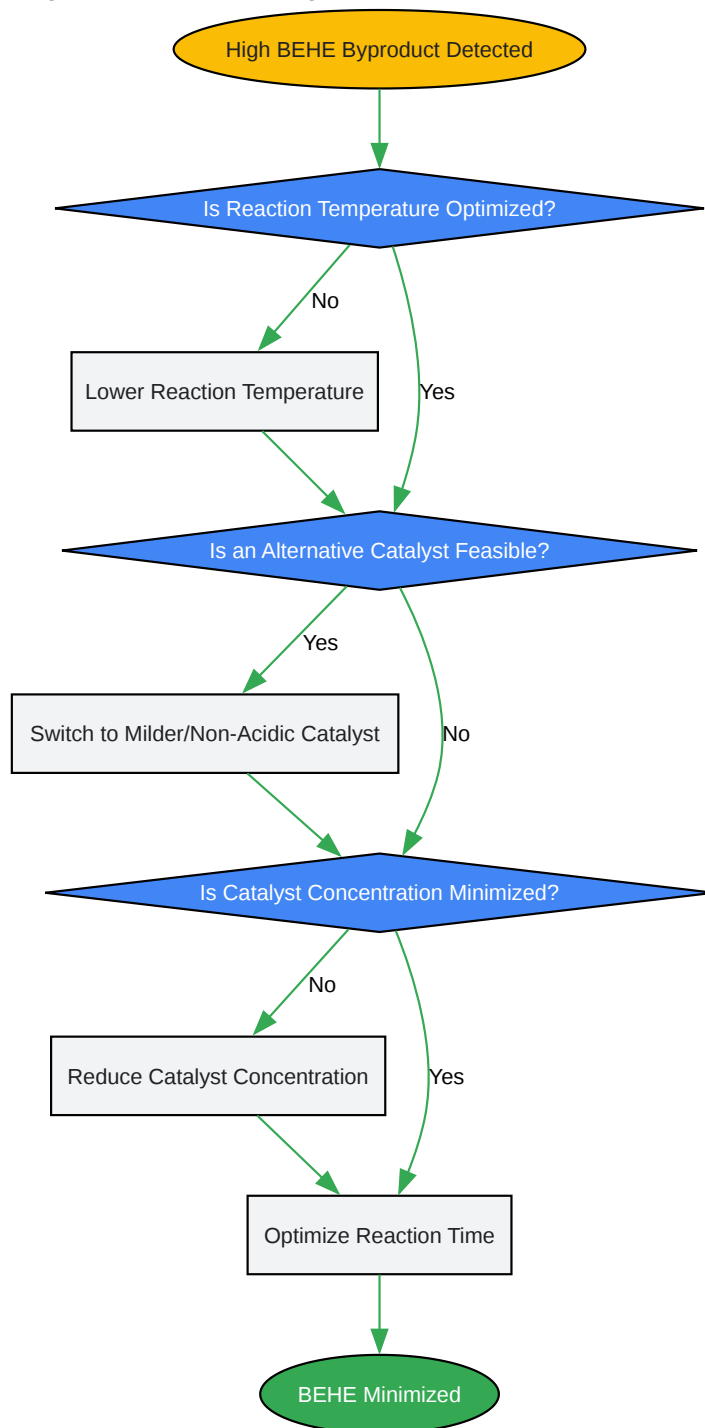 High BEHE Byproduct Detected
Is Reaction Temperature Optimized?
No
Lower Reaction Temperature
Yes
Is an Alternative Catalyst Feasible?
Yes
Switch to Milder/Non-Acidic Catalyst
No
Is Catalyst Concentration Minimized?
No
Reduce Catalyst Concentration
Yes
Optimize Reaction Time
BEHE Minimized